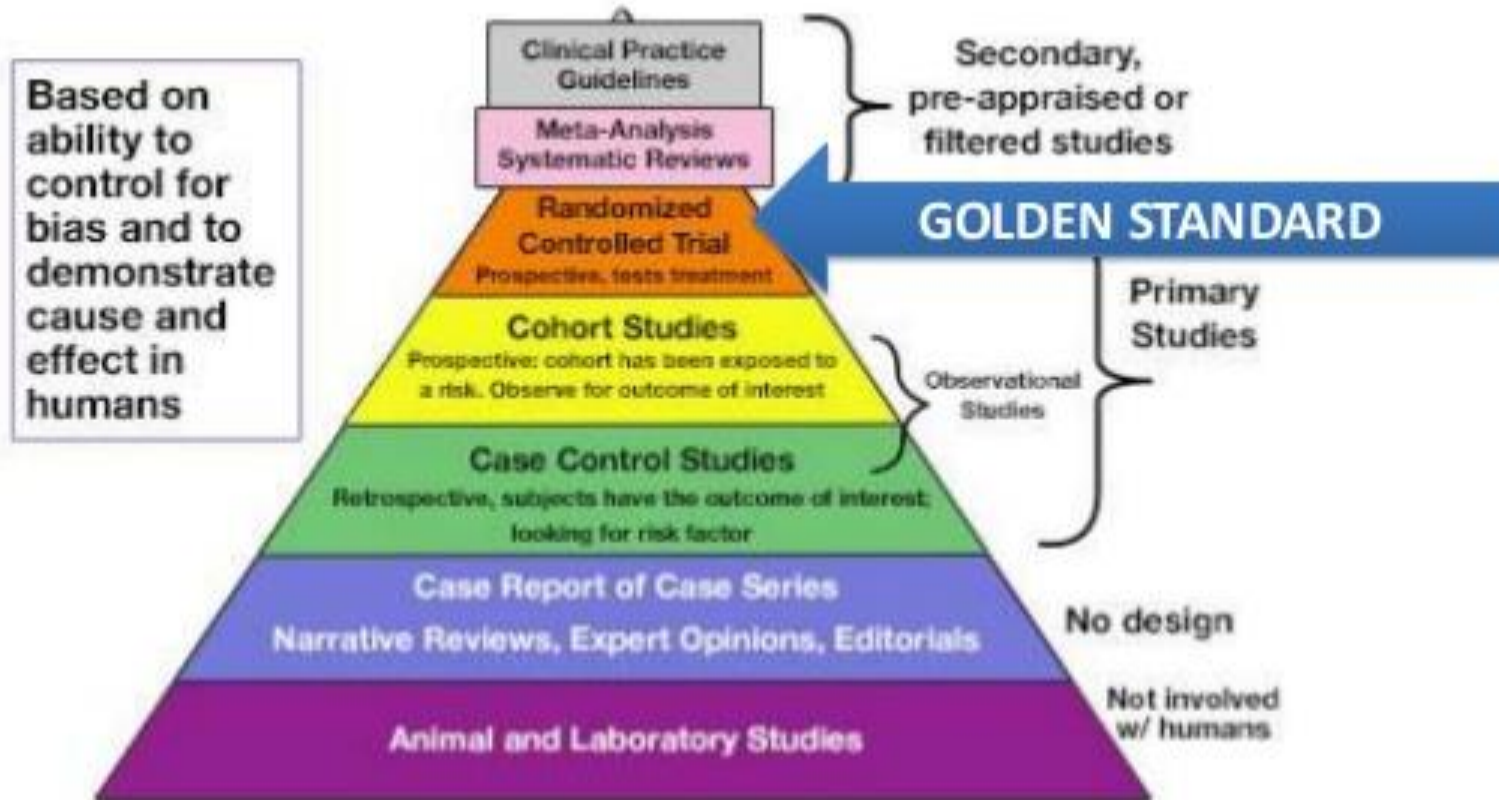 Based on
ability to
control for
bias and to
demonstrate
cause and
effect in
humans
Clinical Practice
Guidelines
Meta-Analysis
Systematic Reviews
Secondary,
pre-appraised or
filtered studies
Randomized
Controlled Trial
Prospective, tests treatment
GOLDEN STANDARD
Cohort Studies
Prospective: cohort has been exposed to
a risk. Observe for outcome of interest
Case Control Studies
Retrospective, subjects have the outcome of interest;
looking for risk factor
Observational
Studies
Primary
Studies
Case Report of Case Series
Narrative Reviews, Expert Opinions, Editorials
No design
Animal and Laboratory Studies
Not involved
w/ humans